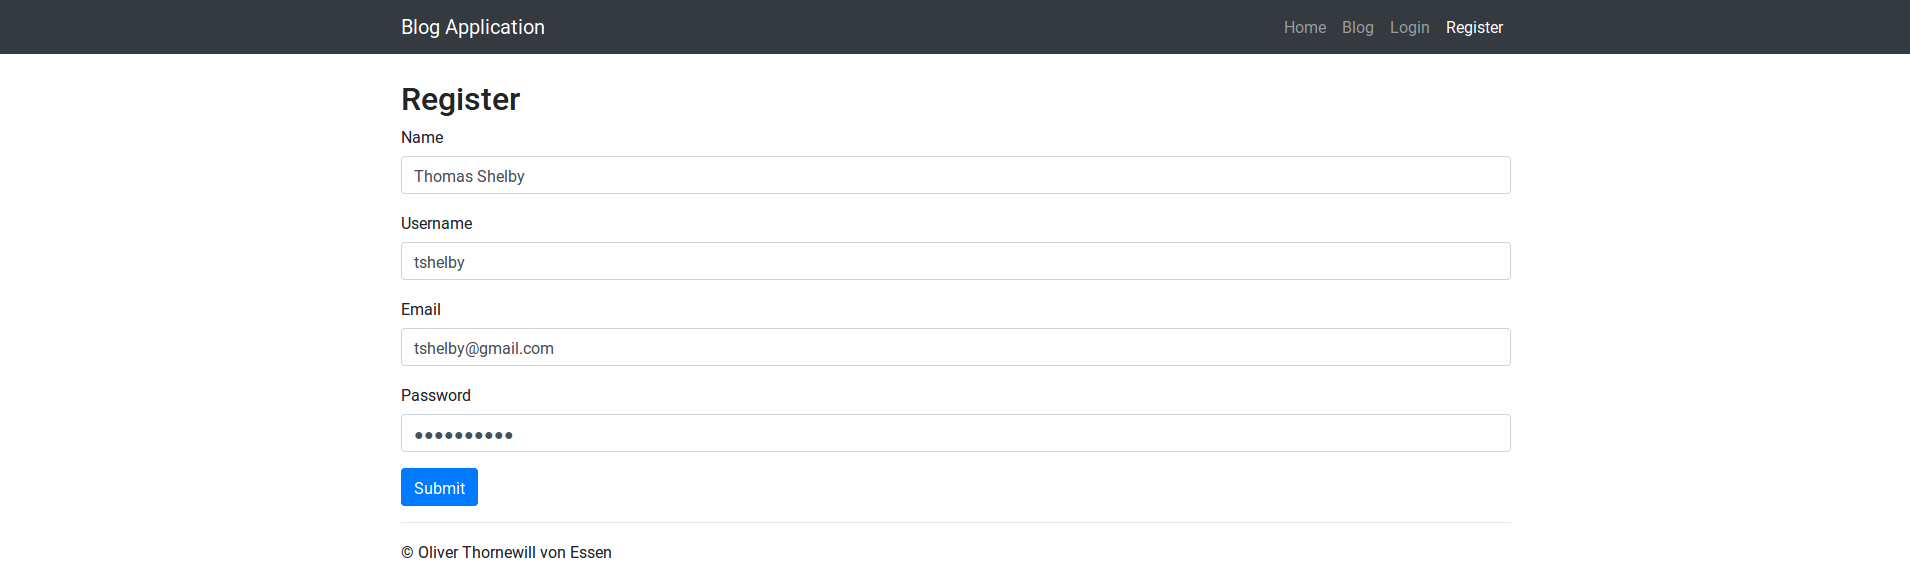 Blog Application Home Blog Login Register
Register
Name
Thomas Shelby
Username
tshelby
Email
tshelby@gmail.com
Password
●●●●●●●●●●
Submit
© Oliver Thornewill von Essen